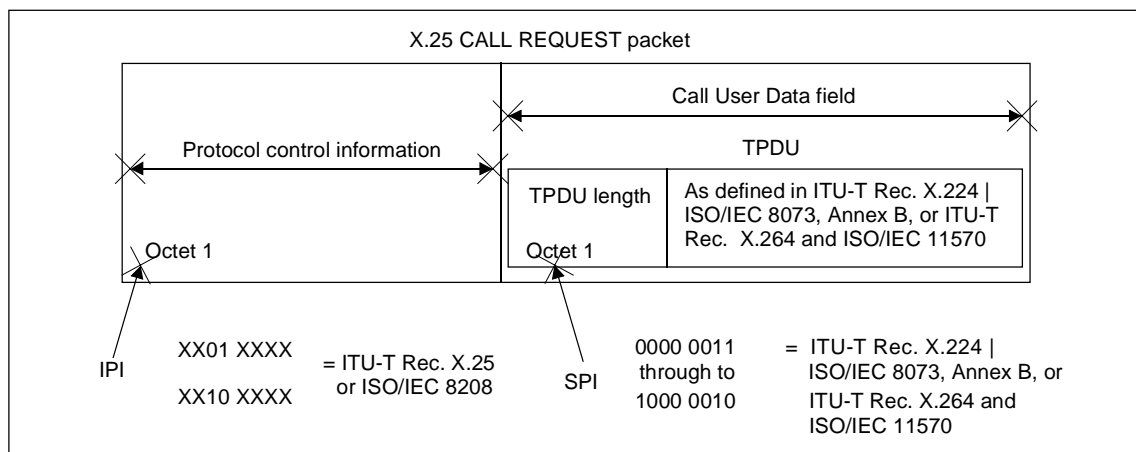 X.25 CALL REQUEST packet
Call User Data field
Protocol control information
TPDU
TPDU length
As defined in ITU-T Rec. X.224 |
ISO/IEC 8073, Annex B, or ITU-T
Rec. X.264 and ISO/IEC 11570
Octet 1
Octet 1
IPI
XX01 XXXX
XX10 XXXX
= ITU-T Rec. X.25
or ISO/IEC 8208
SPI
0000 0011
through to
1000 0010
= ITU-T Rec. X.224 |
ISO/IEC 8073, Annex B, or
ITU-T Rec. X.264 and
ISO/IEC 11570